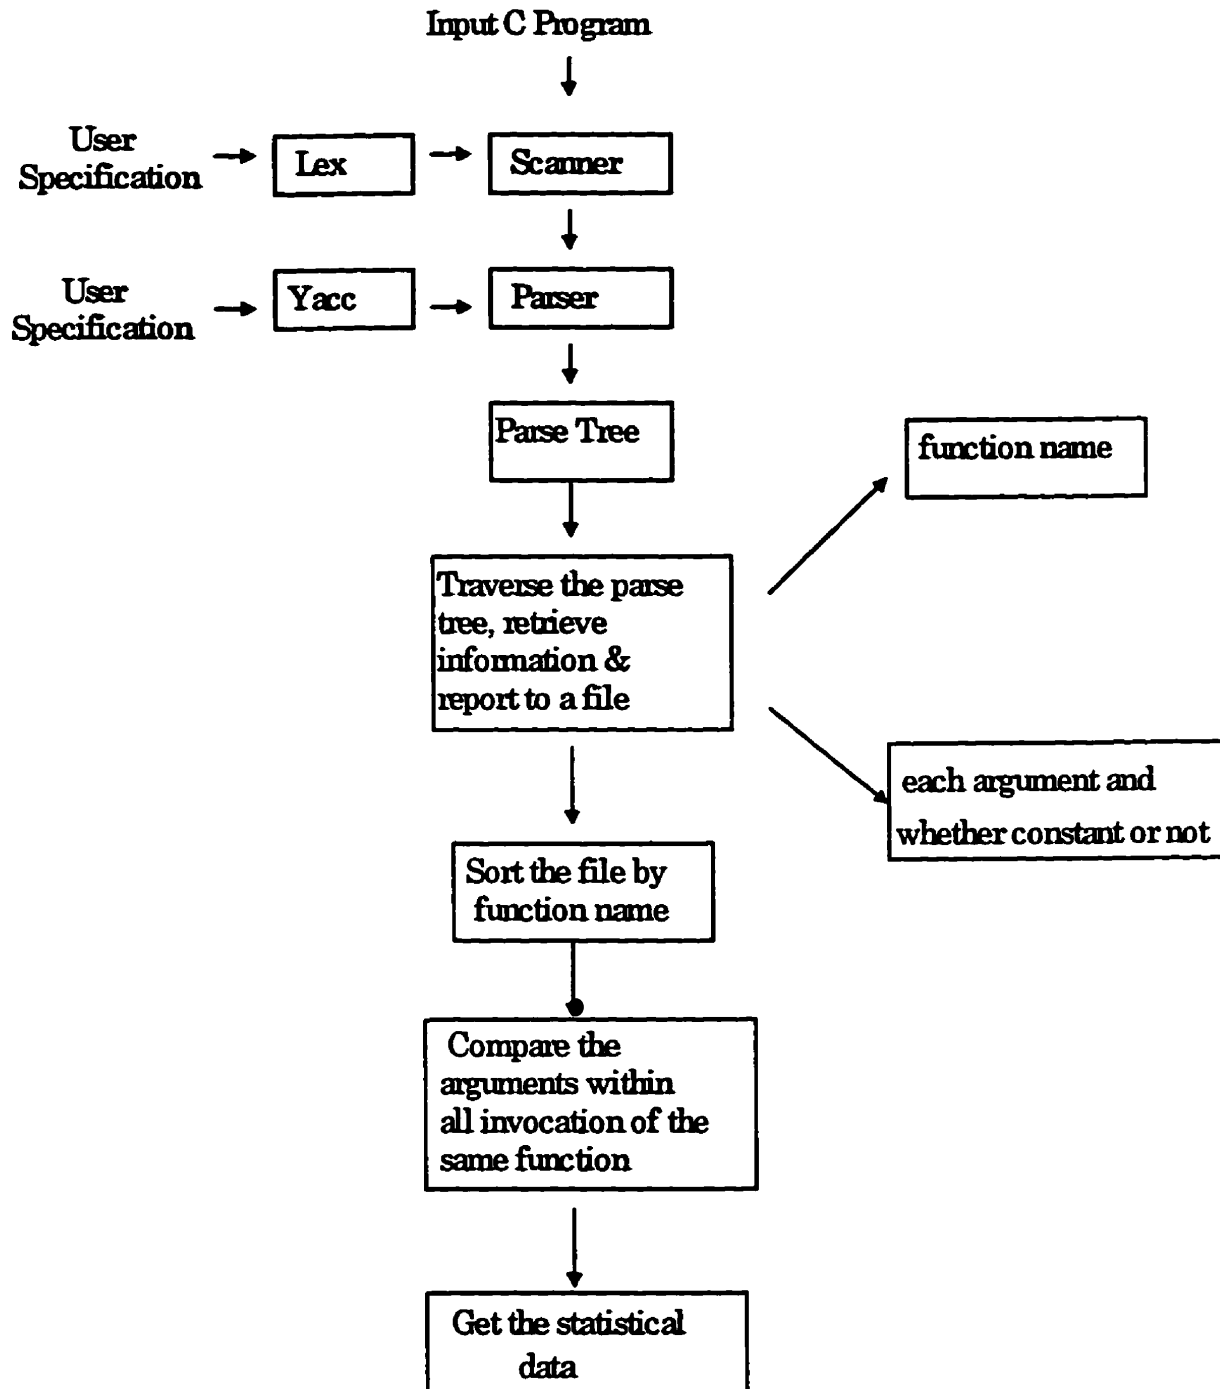 Input C Program
User
Specification
Lex
Scanner
User
Specification
Yacc
Parser
Parse Tree
function name
Traverse the parse
tree, retrieve
information &
report to a file
each argument and
whether constant or not
Sort the file by
function name
Compare the
arguments within
all invocation of the
same function
Get the statistical
data